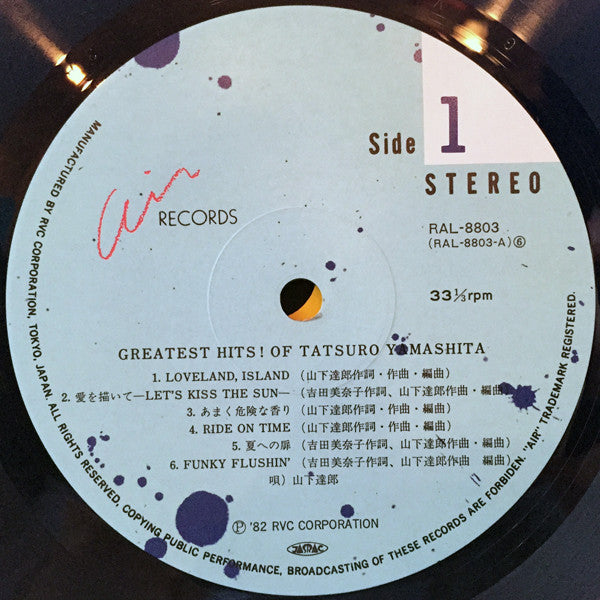 Side 1
STEREO
Air RECORDS
RAL-8803
(RAL-8803-A)⑥
33⅓rpm
GREATEST HITS! OF TATSURO YAMASHITA
1. LOVELAND, ISLAND—(山下達郎作詞・作曲・編曲)
2. 愛を描いて—LET'S KISS THE SUN—(吉田美奈子作詞、山下達郎作曲・編曲)
3. あまく危険な香り—(山下達郎作詞・作曲・編曲)
4. RIDE ON TIME—(山下達郎作詞・作曲・編曲)
5. 夏への扉—(吉田美奈子作詞、山下達郎作曲 編曲)
6. FUNKY FLUSHIN'—(吉田美奈子作詞、山下達郎作曲 編曲)
唄) 山下達郎
Ⓟ '82 RVC CORPORATION
JASRAC
MANUFACTURED BY RVC CORPORATION, TOKYO, JAPAN. ALL RIGHTS RESERVED, COPYING PUBLIC PERFORMANCE, BROADCASTING OF THESE RECORDS ARE FORBIDEN. "AIR" TRADEMARK REGISTERED.